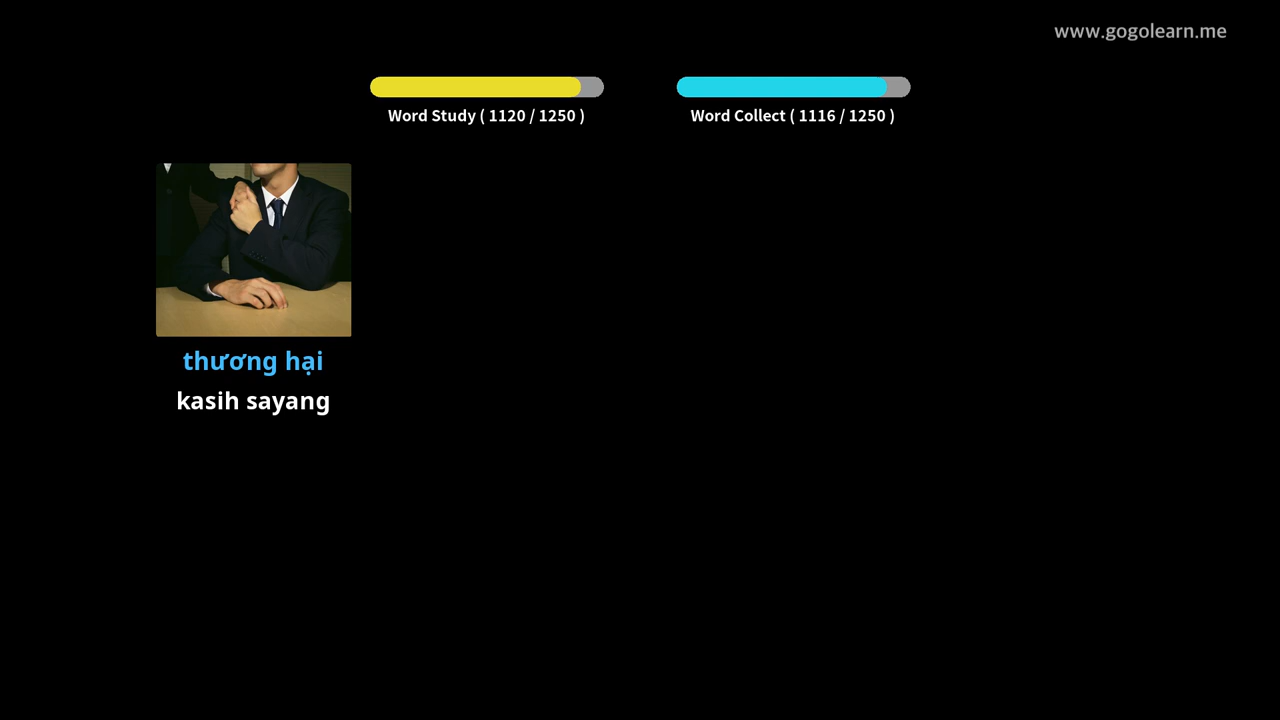 www.gogolearn.me
Word Study ( 1120 / 1250 )
Word Collect ( 1116 / 1250 )
thương hại
kasih sayang